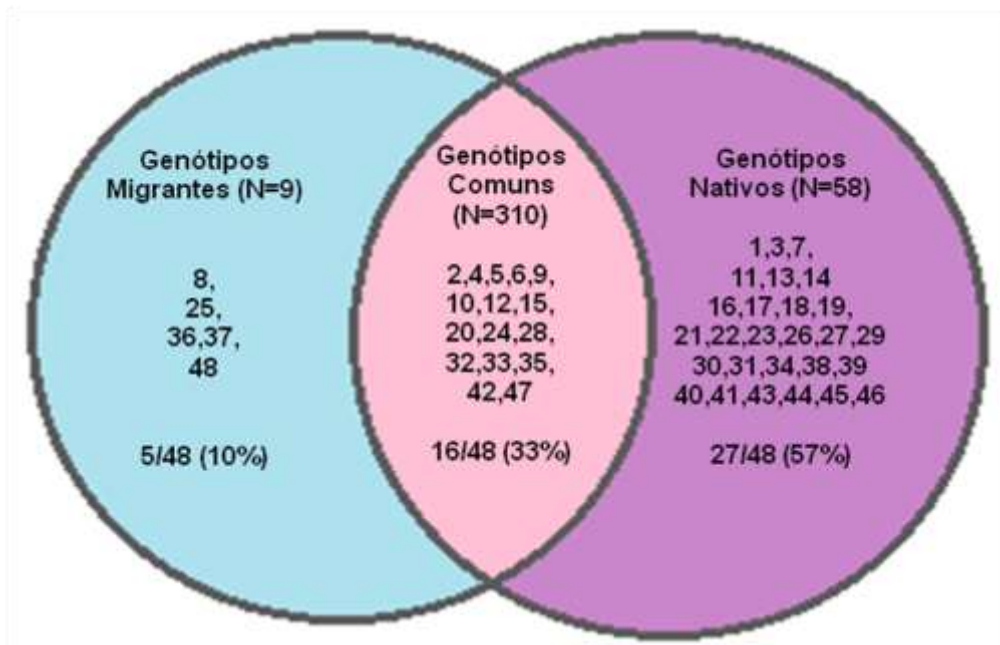 Genótipos
Migrantes (N=9)
8,
25,
36,37,
48
5/48 (10%)
Genótipos
Comuns
(N=310)
2,4,5,6,9,
10,12,15,
20,24,28,
32,33,35,
42,47
16/48 (33%)
Genótipos
Nativos (N=58)
1,3,7,
11,13,14
16,17,18,19,
21,22,23,26,27,29
30,31,34,38,39
40,41,43,44,45,46
27/48 (57%)